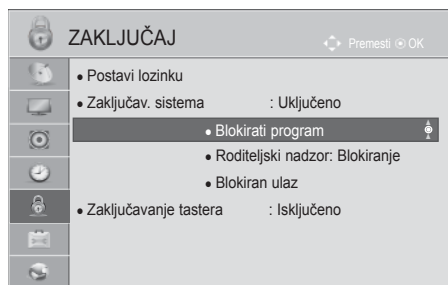 ZAKLJUČAJ
Premesti OK
• Postavi lozinku
• Zaključav. sistema : Uključeno
• Blokirati program
• Roditeljski nadzor: Blokiranje
• Blokiran ulaz
• Zaključavanje tastera : Isključeno